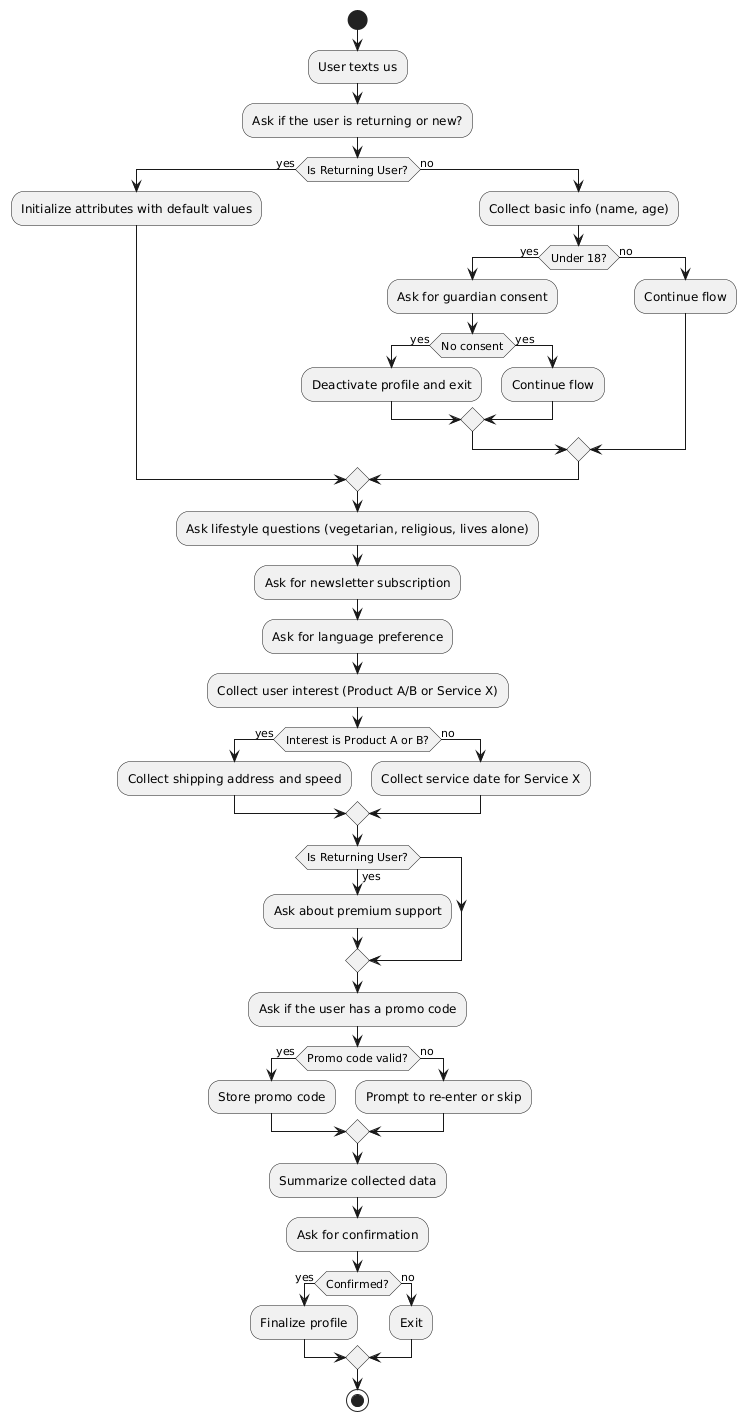 User texts us
Ask if the user is returning or new?
yes
Is Returning User?
no
Initialize attributes with default values
Collect basic info (name, age)
yes
Under 18?
no
Ask for guardian consent
Continue flow
yes
No consent
yes
Deactivate profile and exit
Continue flow
Ask lifestyle questions (vegetarian, religious, lives alone)
Ask for newsletter subscription
Ask for language preference
Collect user interest (Product A/B or Service X)
yes
Interest is Product A or B?
no
Collect shipping address and speed
Collect service date for Service X
Is Returning User?
yes
Ask about premium support
Ask if the user has a promo code
yes
Promo code valid?
no
Store promo code
Prompt to re-enter or skip
Summarize collected data
Ask for confirmation
yes
Confirmed?
no
Finalize profile
Exit